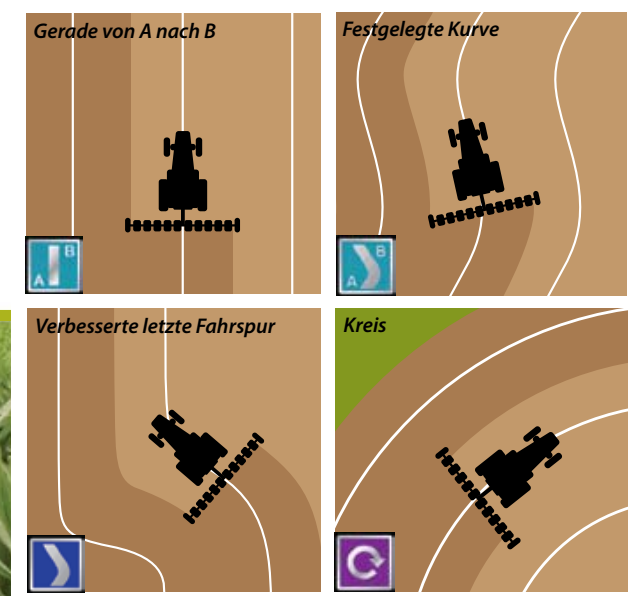 Gerade von A nach B
Festgelegte Kurve
A B
A B
Verbesserte letzte Fahrspur
Kreis